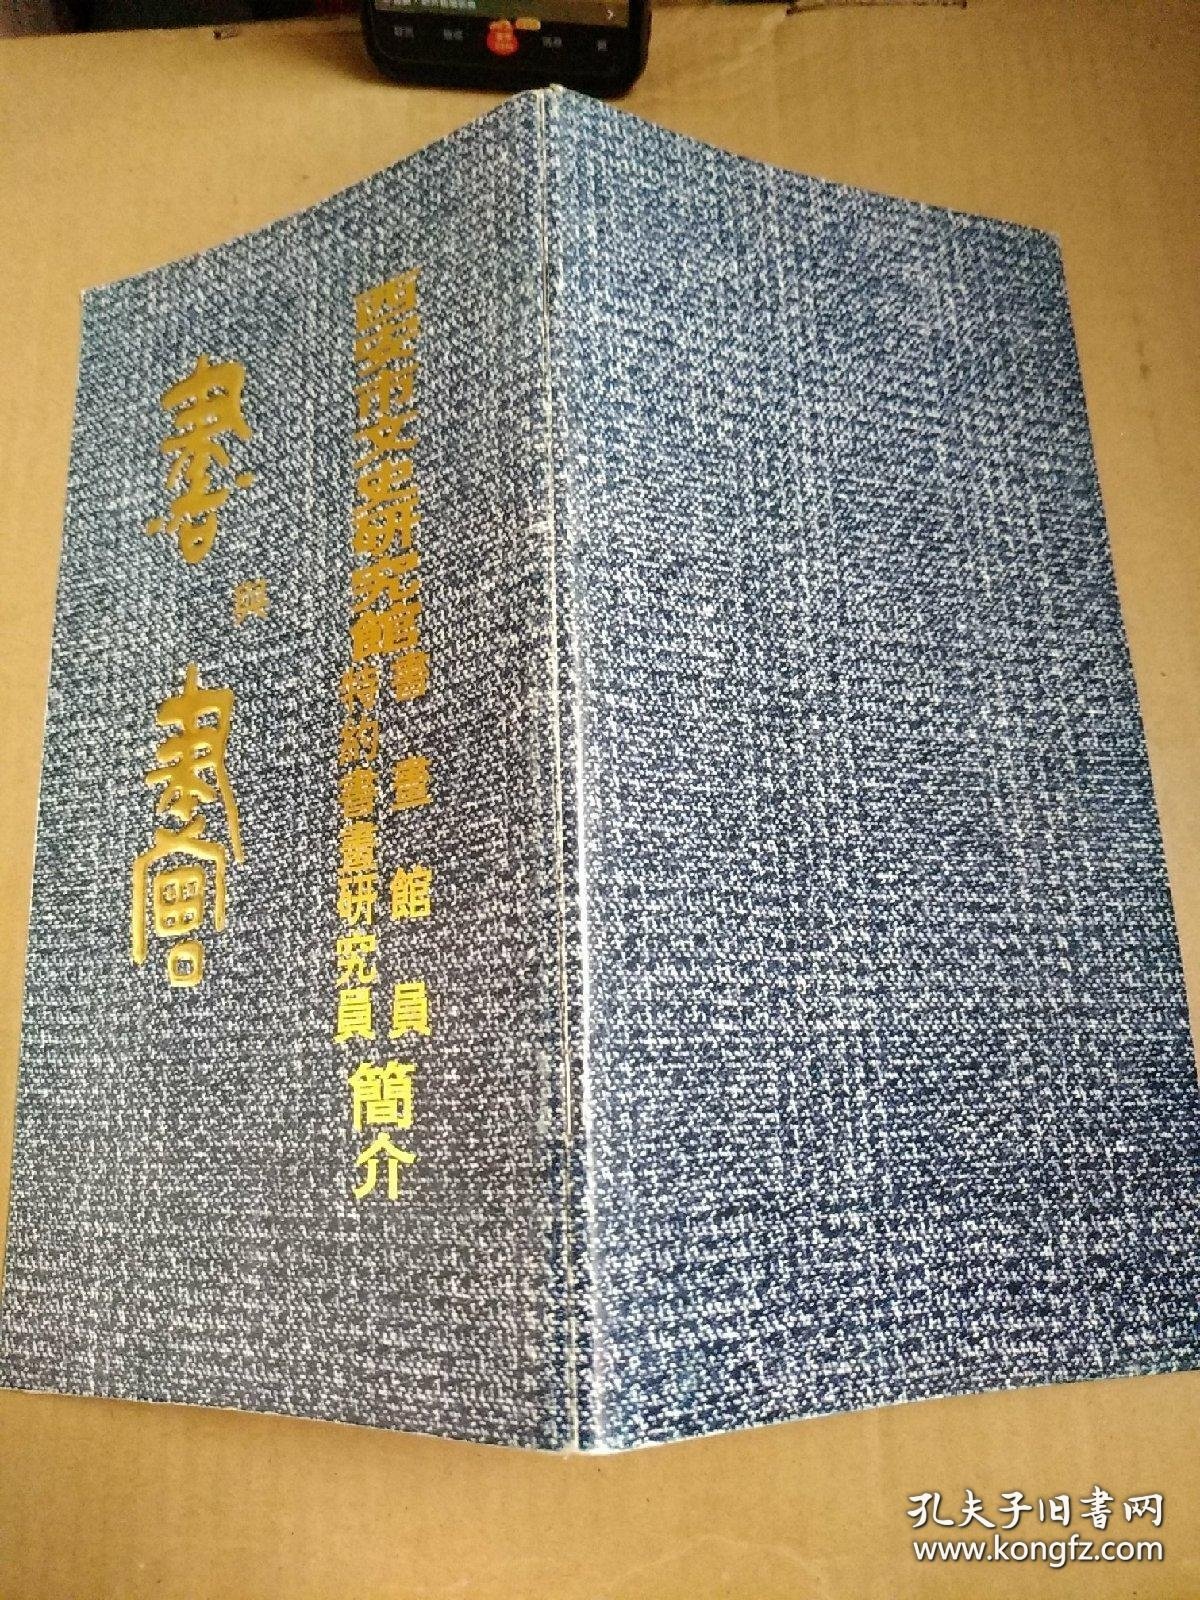 西安市文史研究館
書畫館員
特約書畫研究員
簡介
書與畫
孔夫子旧书网
www.kongfz.com